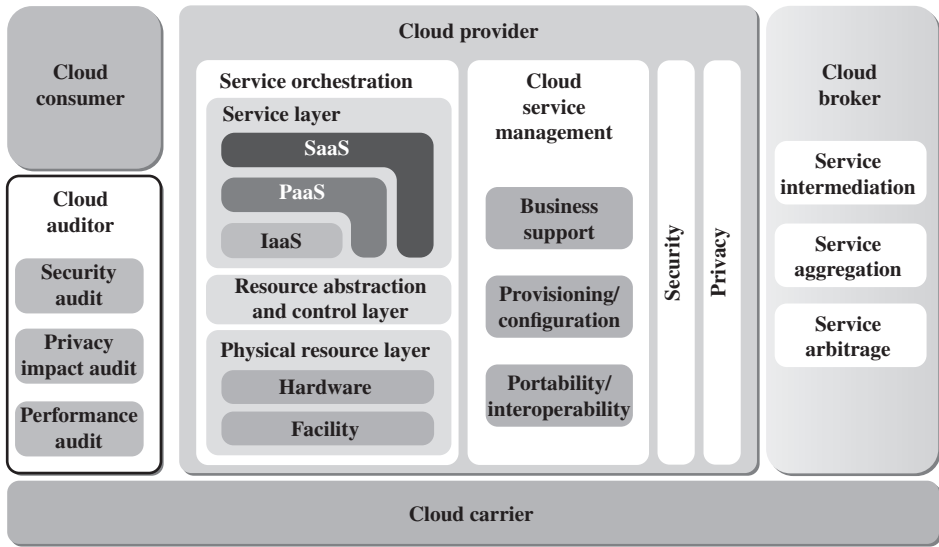 Cloud
consumer
Cloud
auditor
Security
audit
Privacy
impact audit
Performance
audit
Cloud provider
Service orchestration
Service layer
SaaS
PaaS
IaaS
Resource abstraction
and control layer
Physical resource layer
Hardware
Facility
Cloud
service
management
Business
support
Provisioning/
configuration
Portability/
interoperability
Security
Privacy
Cloud
broker
Service
intermediation
Service
aggregation
Service
arbitrage
Cloud carrier